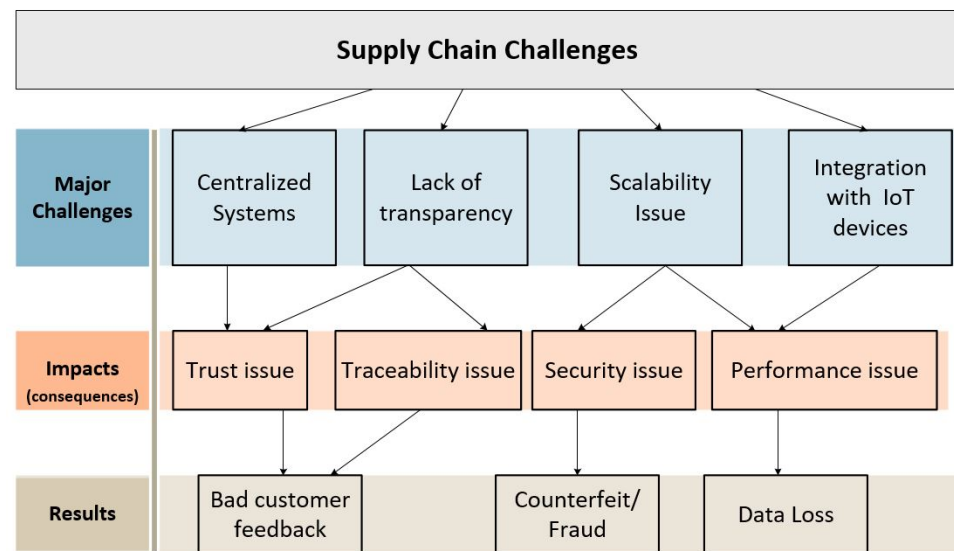 Supply Chain Challenges
Major
Challenges
Centralized
Systems
Lack of
transparency
Scalability
Issue
Integration
with IoT
devices
Impacts
(consequences)
Trust issue
Traceability issue
Security issue
Performance issue
Results
Bad customer
feedback
Counterfeit/
Fraud
Data Loss